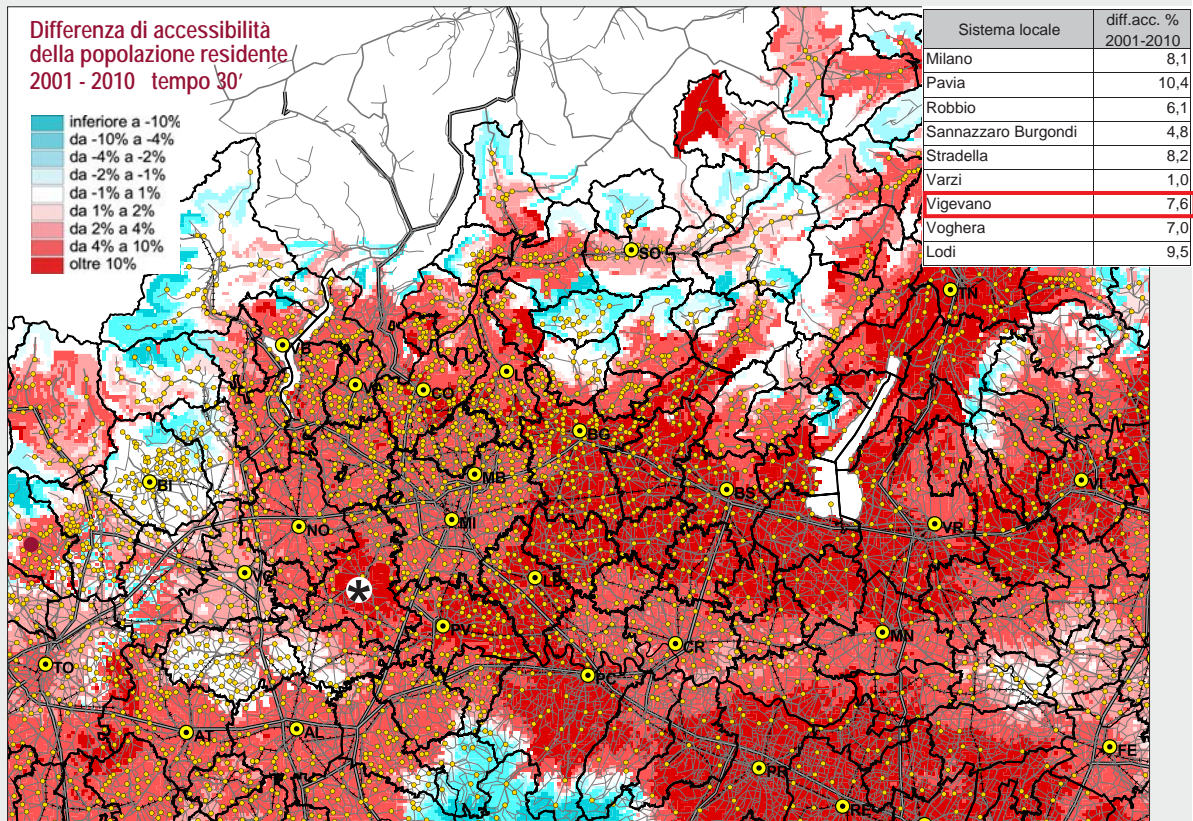 Differenza di accessibilità
della popolazione residente
2001 - 2010 tempo 30'
inferiore a -10%
da -10% a -4%
da -4% a -2%
da -2% a -1%
da -1% a 1%
da 1% a 2%
da 2% a 4%
da 4% a 10%
oltre 10%
Sistema locale diff.acc. % 2001-2010
Milano 8,1
Pavia 10,4
Robbio 6,1
Sannazzaro Burgondi 4,8
Stradella 8,2
Varzi 1,0
Vigevano 7,6
Voghera 7,0
Lodi 9,5
SO
TN
VB
VA
CO
BG
MB
BI
BS
VI
MI
NO
VR
VC
PV
MN
CR
TO
AT
AL
FE
PR
RE